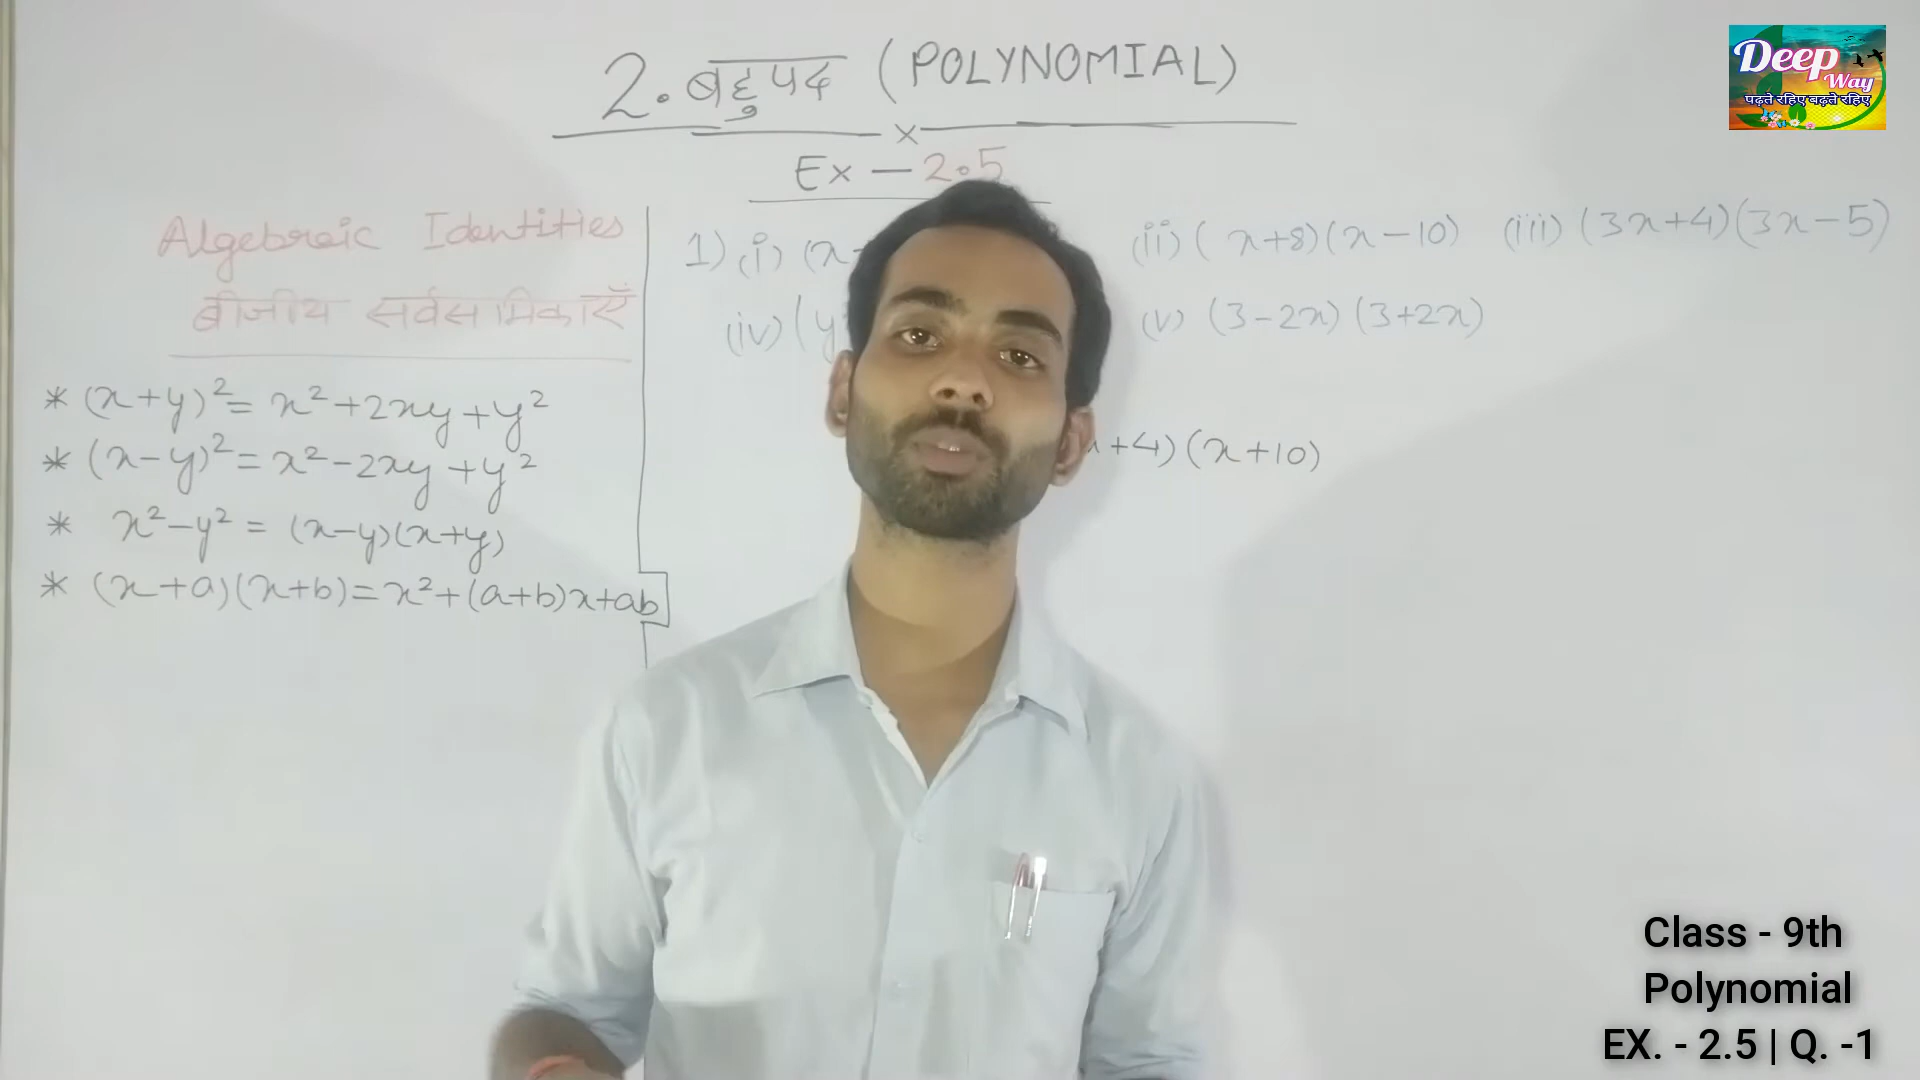 2. बहुपद (POLYNOMIAL)
x
Ex – 2.5
Deep
Way
पढ़ते रहिए बढ़ते रहिए
Algebraic Identities
बीजीय सर्वसमिकाएँ
* (x+y)² = x²+2xy+y²
* (x–y)² = x²–2xy+y²
* x²–y² = (x–y)(x+y)
* (x+a)(x+b) = x²+(a+b)x+ab
1) (i) (x
(ii) (x+8)(x–10) (iii) (3x+4)(3x–5)
(iv) (y
(v) (3–2x)(3+2x)
+4)(x+10)
Class - 9th
Polynomial
EX. - 2.5 | Q. -1